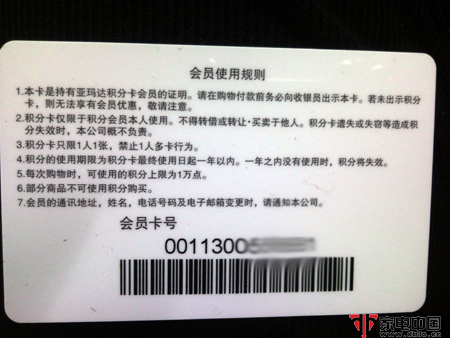 会员使用规则
1.本卡是持有亚玛达积分卡会员的证明。请在购物付款前务必向收银员出示本卡。若未出示积分
卡，则无法享有会员优惠，敬请注意。
2.积分卡仅限于积分会员本人使用。不得转借或转让·买卖于他人。积分卡遗失或失窃等造成积
分失效时，本公司概不负责。
3.积分卡只限1人1张，禁止1人多卡行为。
4.积分的使用期限为积分卡最终使用日起一年以内。一年之内没有使用时，积分将失效。
5.每次购物时，可使用的积分上限为1万点。
6.部分商品不可使用积分购买。
7.会员的通讯地址，姓名，电话号码及电子邮箱变更时，请通知本公司。
会员卡号
0011300
家电中国